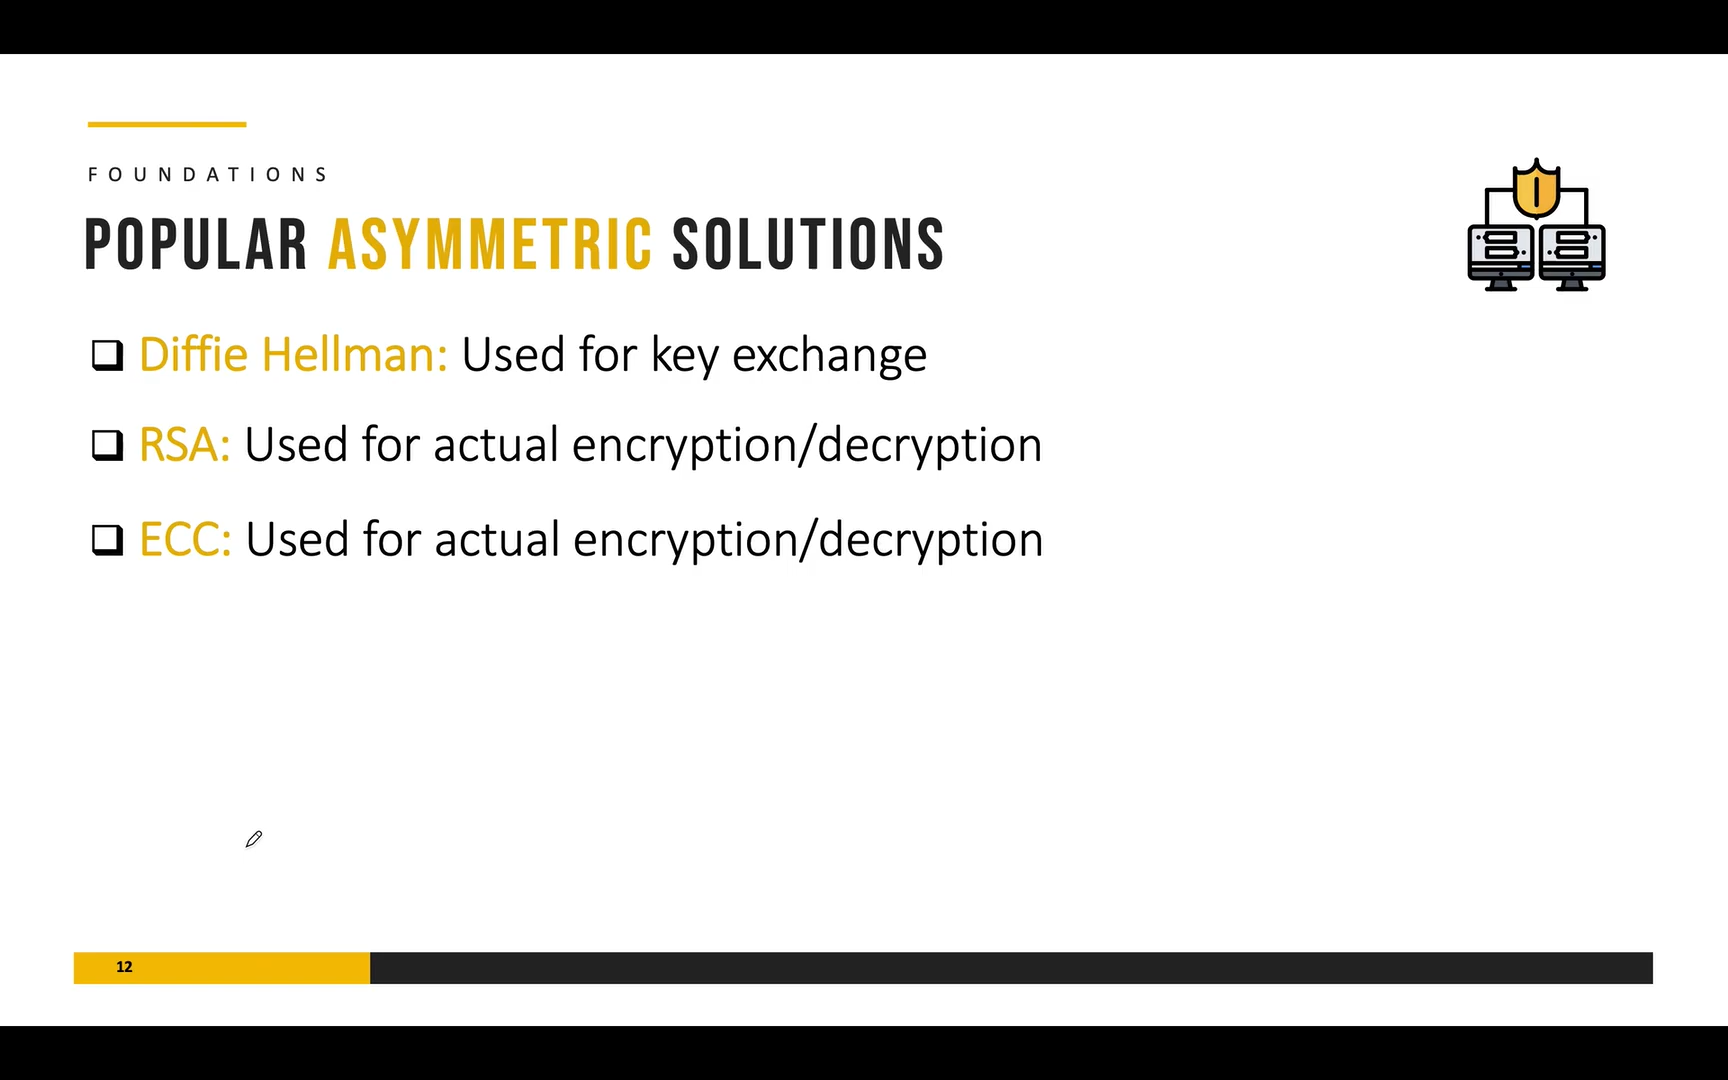 FOUNDATIONS
POPULAR ASYMMETRIC SOLUTIONS
Diffie Hellman: Used for key exchange
RSA: Used for actual encryption/decryption
ECC: Used for actual encryption/decryption
12